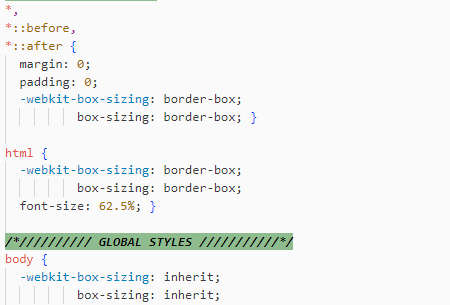 *,
*::before,
*::after {
  margin: 0;
  padding: 0;
  -webkit-box-sizing: border-box;
          box-sizing: border-box; }

html {
  -webkit-box-sizing: border-box;
          box-sizing: border-box;
  font-size: 62.5%; }

/*////////// GLOBAL STYLES ///////////*/
body {
  -webkit-box-sizing: inherit;
          box-sizing: inherit;